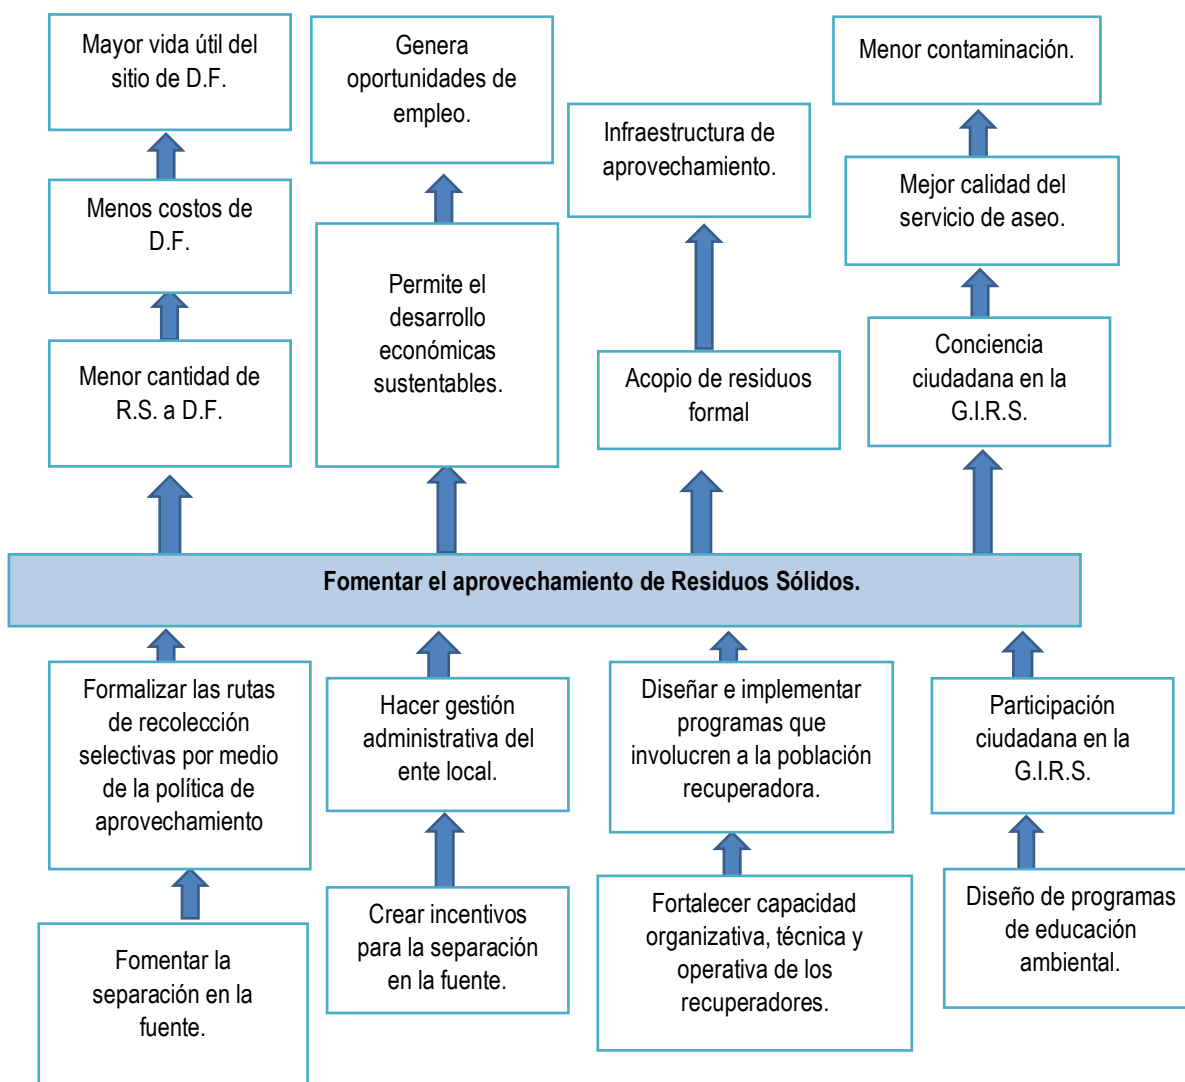 Mayor vida útil del
sitio de D.F.
Genera
oportunidades de
empleo.
Menor contaminación.
Infraestructura de
aprovechamiento.
Menos costos de
D.F.
Mejor calidad del
servicio de aseo.
Permite el
desarrollo
económicas
sustentables.
Menor cantidad de
R.S. a D.F.
Acopio de residuos
formal
Conciencia
ciudadana en la
G.I.R.S.
Fomentar el aprovechamiento de Residuos Sólidos.
Formalizar las rutas
de recolección
selectivas por medio
de la política de
aprovechamiento
Hacer gestión
administrativa del
ente local.
Diseñar e implementar
programas que
involucren a la población
recuperadora.
Participación
ciudadana en la
G.I.R.S.
Fomentar la
separación en la
fuente.
Crear incentivos
para la separación
en la fuente.
Fortalecer capacidad
organizativa, técnica y
operativa de los
recuperadores.
Diseño de programas
de educación
ambiental.